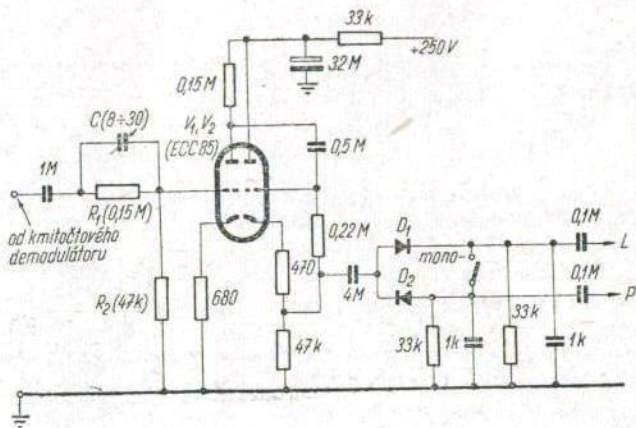 33k
+250V
32M
0,15M
C(8÷30)
V₁,V₂
(ECC85)
0,5M
1M
R₁(0,15M)
od kmitočtového
demodulátoru
0,22M
D₁
0,1M
L
mono
470
4M
D₂
0,1M
P
R₂(47k)
680
47k
33k
1k
33k
1k